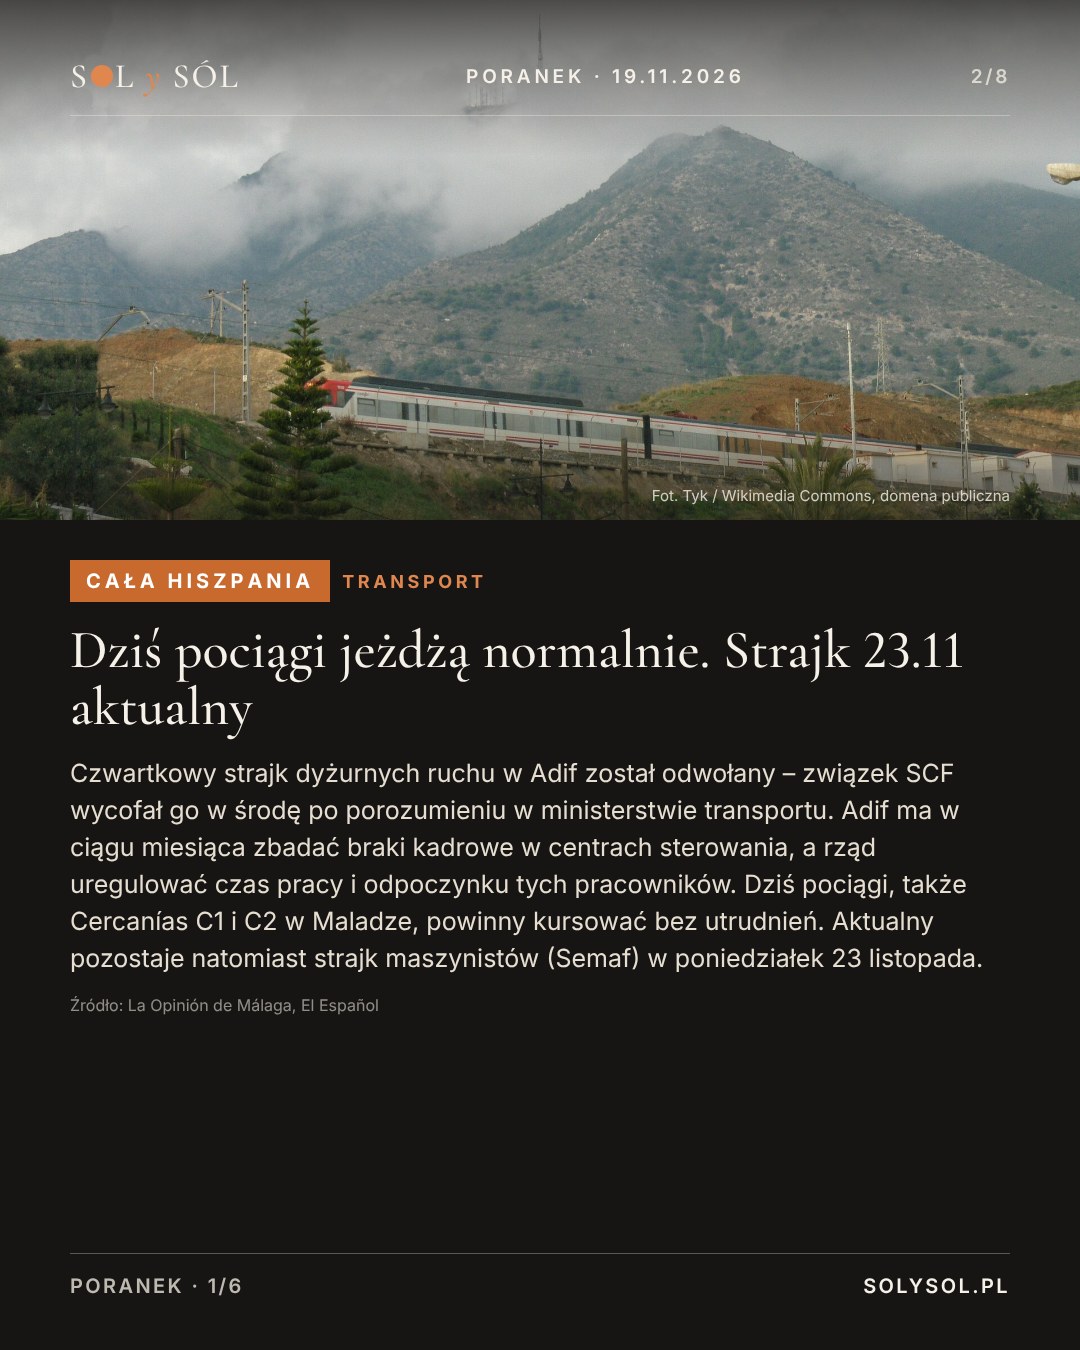 SOL y SÓL
PORANEK · 19.11.2026
2/8
Fot. Tyk / Wikimedia Commons, domena publiczna
CAŁA HISZPANIA
TRANSPORT
Dziś pociągi jeżdżą normalnie. Strajk 23.11
aktualny
Czwartkowy strajk dyżurnych ruchu w Adif został odwołany – związek SCF
wycofał go w środę po porozumieniu w ministerstwie transportu. Adif ma w
ciągu miesiąca zbadać braki kadrowe w centrach sterowania, a rząd
uregulować czas pracy i odpoczynku tych pracowników. Dziś pociągi, także
Cercanías C1 i C2 w Maladze, powinny kursować bez utrudnień. Aktualny
pozostaje natomiast strajk maszynistów (Semaf) w poniedziałek 23 listopada.
Źródło: La Opinión de Málaga, El Español
PORANEK · 1/6
SOLYSOL.PL